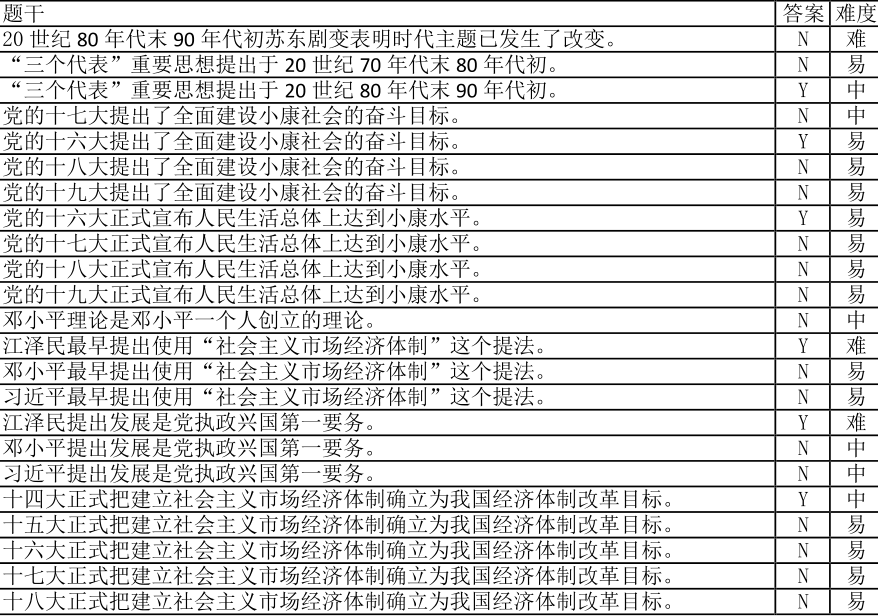 题干 答案 难度
20世纪80年代末90年代初苏东剧变表明时代主题已发生了改变。 N 难
“三个代表”重要思想提出于20世纪70年代末80年代初。 N 易
“三个代表”重要思想提出于20世纪80年代末90年代初。 Y 中
党的十七大提出了全面建设小康社会的奋斗目标。 N 中
党的十六大提出了全面建设小康社会的奋斗目标。 Y 易
党的十八大提出了全面建设小康社会的奋斗目标。 N 易
党的十九大提出了全面建设小康社会的奋斗目标。 N 易
党的十六大正式宣布人民生活总体上达到小康水平。 Y 易
党的十七大正式宣布人民生活总体上达到小康水平。 N 易
党的十八大正式宣布人民生活总体上达到小康水平。 N 易
党的十九大正式宣布人民生活总体上达到小康水平。 N 易
邓小平理论是邓小平一个人创立的理论。 N 中
江泽民最早提出使用“社会主义市场经济体制”这个提法。 Y 难
邓小平最早提出使用“社会主义市场经济体制”这个提法。 N 易
习近平最早提出使用“社会主义市场经济体制”这个提法。 N 易
江泽民提出发展是党执政兴国第一要务。 Y 难
邓小平提出发展是党执政兴国第一要务。 N 中
习近平提出发展是党执政兴国第一要务。 N 中
十四大正式把建立社会主义市场经济体制确立为我国经济体制改革目标。 Y 中
十五大正式把建立社会主义市场经济体制确立为我国经济体制改革目标。 N 易
十六大正式把建立社会主义市场经济体制确立为我国经济体制改革目标。 N 易
十七大正式把建立社会主义市场经济体制确立为我国经济体制改革目标。 N 易
十八大正式把建立社会主义市场经济体制确立为我国经济体制改革目标。 N 易